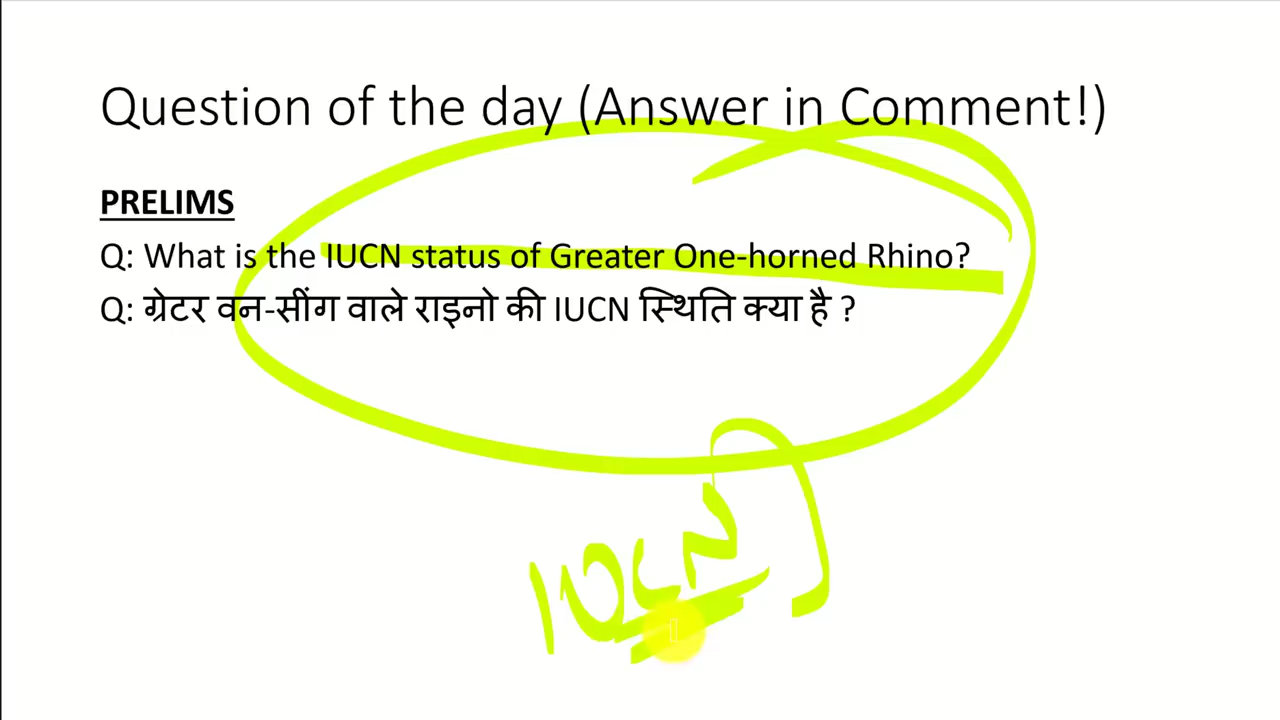 Question of the day (Answer in Comment!)
PRELIMS
Q: What is the IUCN status of Greater One-horned Rhino?
Q: ग्रेटर वन-सींग वाले राइनो की IUCN स्थिति क्या है ?
IUCN